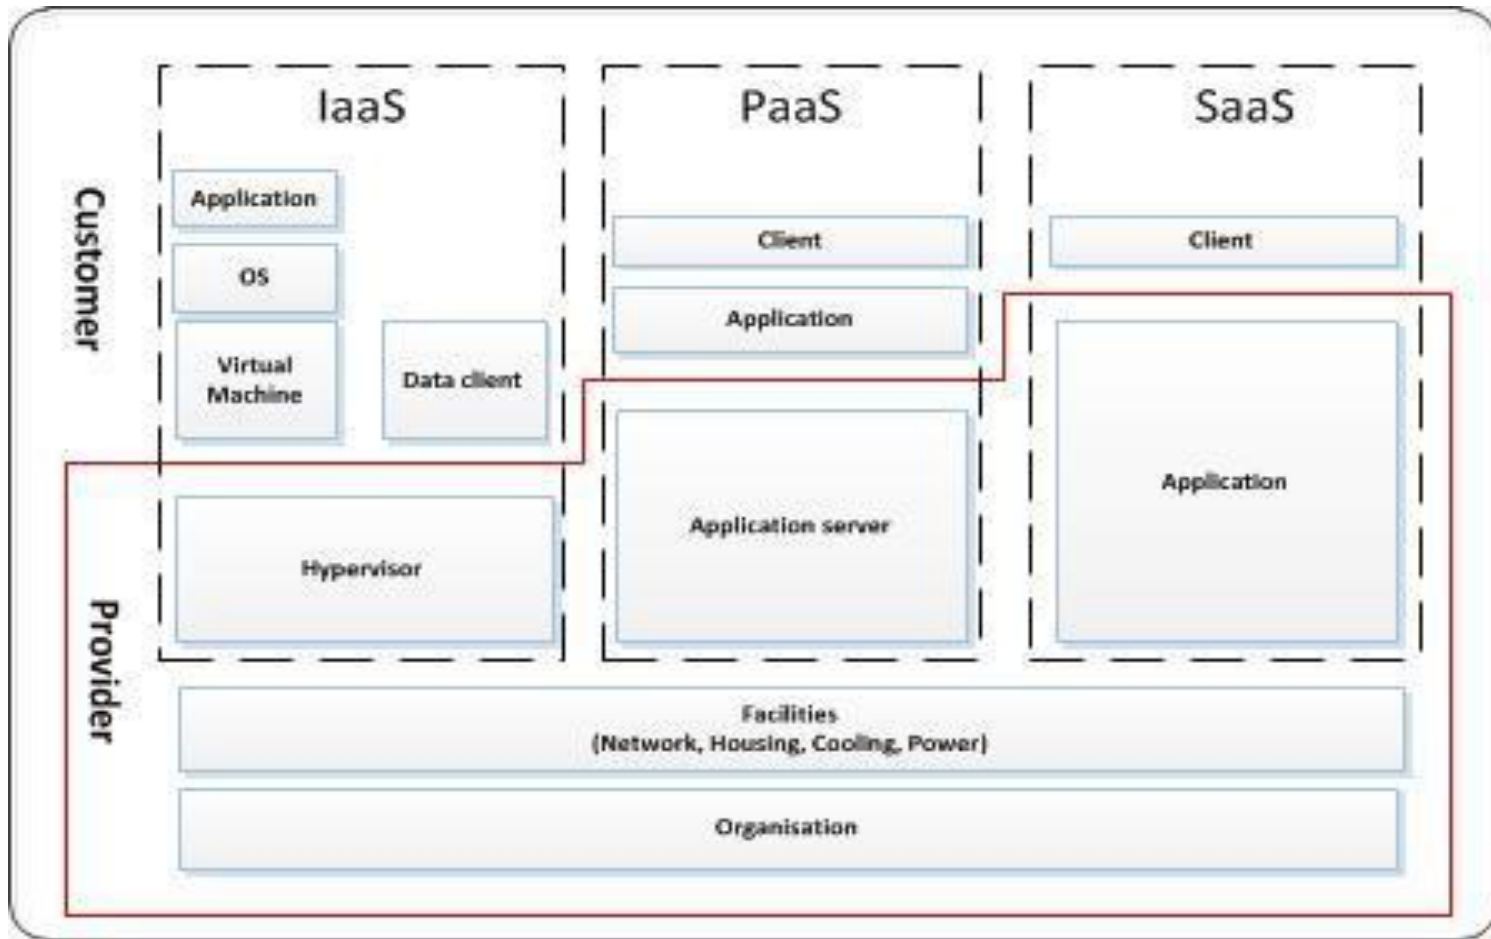 IaaS
PaaS
SaaS
Customer
Application
OS
Virtual
Machine
Data client
Client
Application
Client
Provider
Hypervisor
Application server
Application
Facilities
(Network, Housing, Cooling, Power)
Organisation